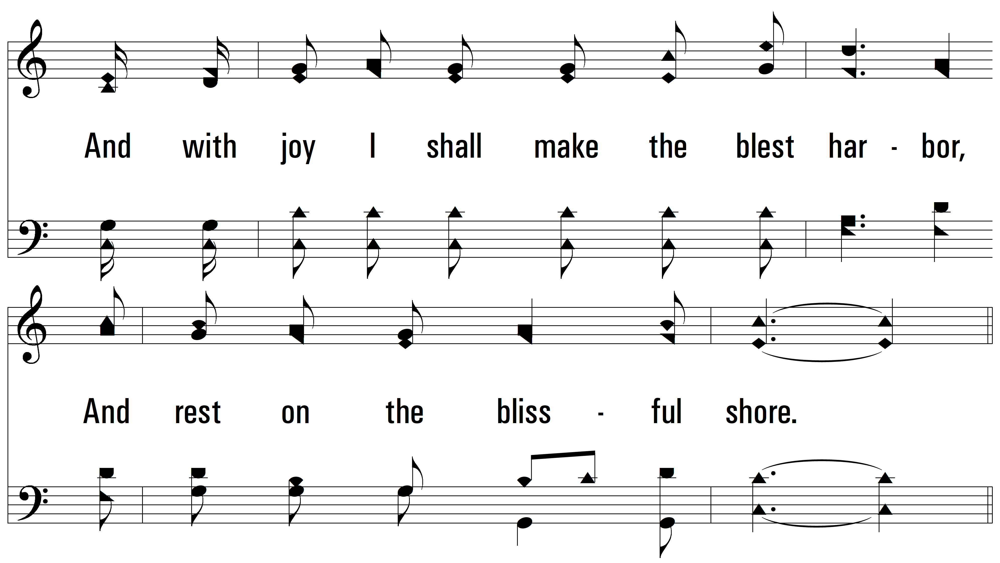 And with joy I shall make the blest har - bor,
And rest on the bliss - ful shore.